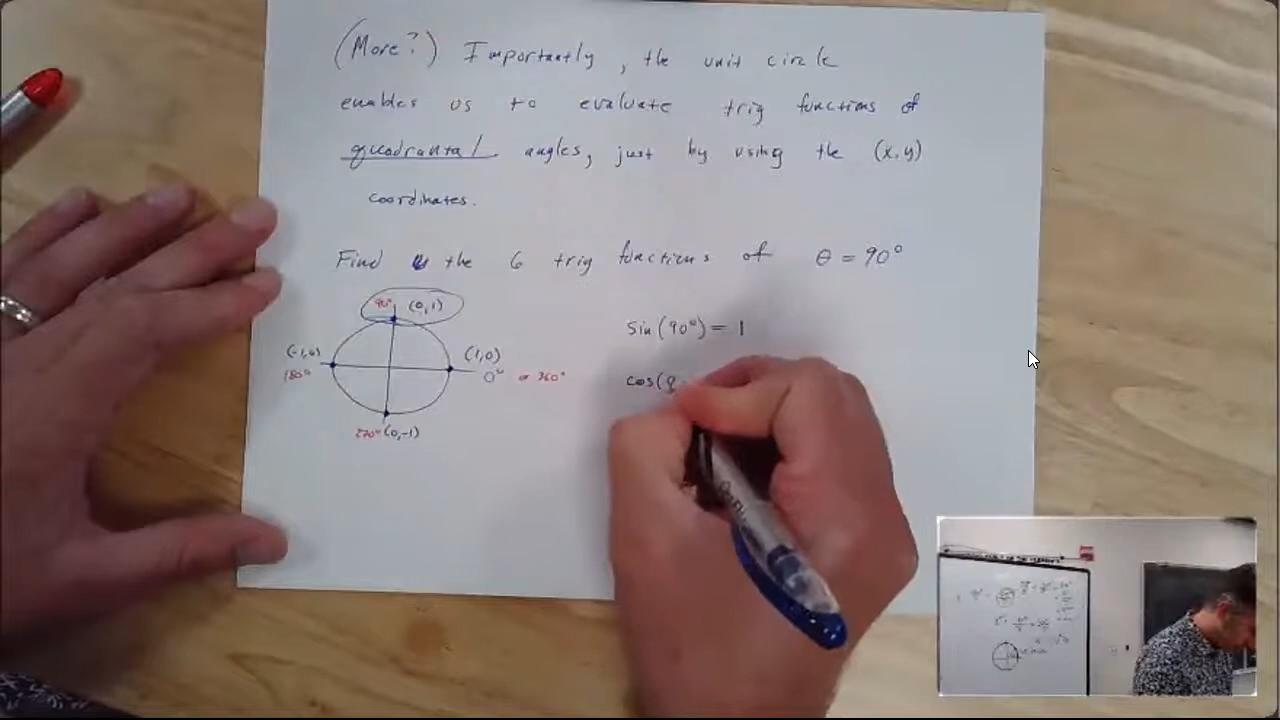 (More?) Importantly, the unit circle
enables us to evaluate trig functions of
quadrantal angles, just by using the (x,y)
coordinates.
Find the 6 trig functions of θ = 90°
90° (0,1)
(-1,0)
180°
(1,0)
0° or 360°
270° (0,-1)
sin(90°) = 1
cos(9